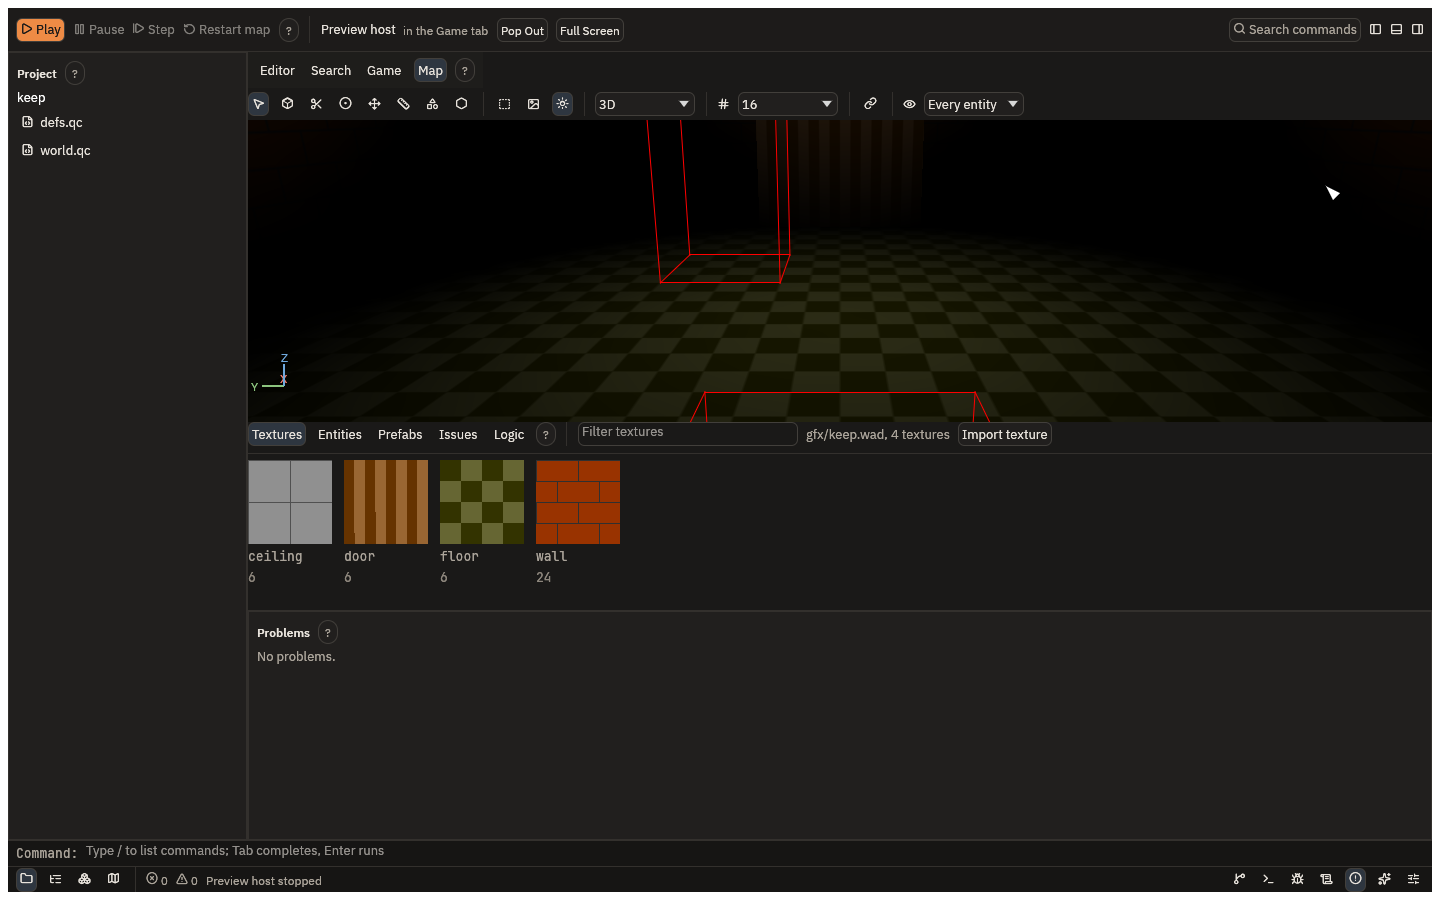 Play Pause Step Restart map ? Preview host in the Game tab Pop Out Full Screen Search commands
Project ?
keep
defs.qc
world.qc
Editor Search Game Map ?
3D # 16 Every entity
Z
Y X
Textures Entities Prefabs Issues Logic ? Filter textures gfx/keep.wad, 4 textures Import texture
ceiling door floor wall
6 6 6 24
Problems ?
No problems.
Command: Type / to list commands; Tab completes, Enter runs
0 0 Preview host stopped